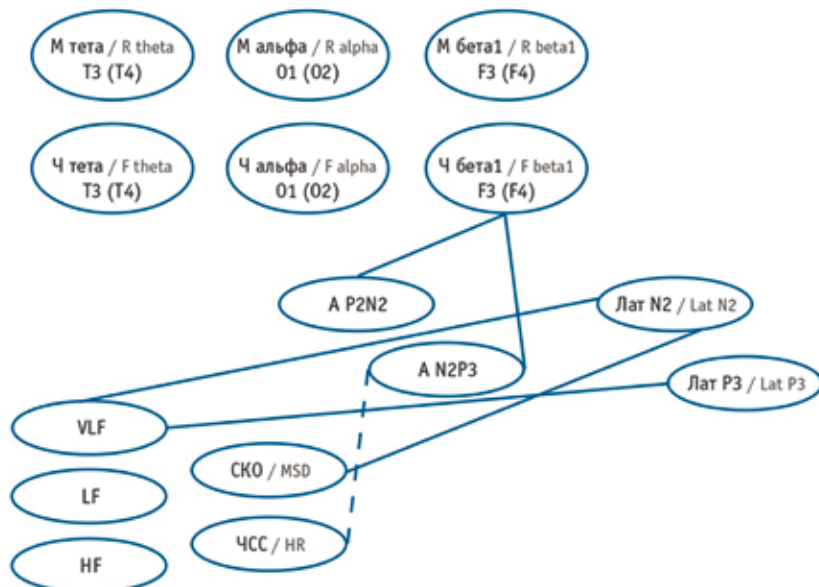 М тета / R theta
T3 (T4)
М альфа / R alpha
O1 (O2)
М бета1 / R beta1
F3 (F4)
Ч тета / F theta
T3 (T4)
Ч альфа / F alpha
O1 (O2)
Ч бета1 / F beta1
F3 (F4)
А P2N2
Лат N2 / Lat N2
А N2P3
Лат P3 / Lat P3
VLF
СКО / MSD
LF
ЧСС / HR
HF